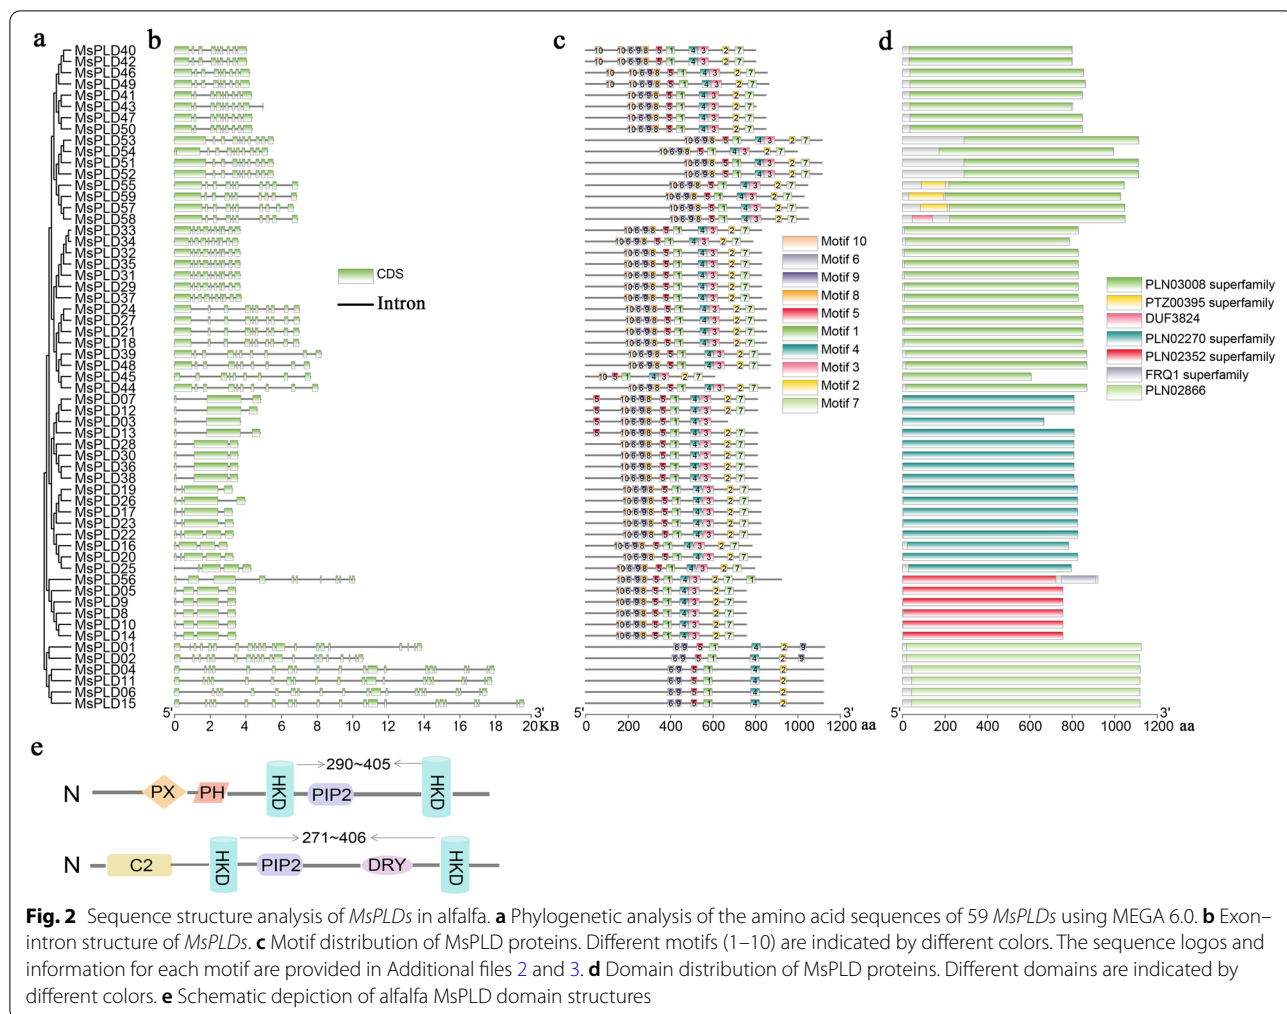 a b c d
MsPLD40
MsPLD42
MsPLD46
MsPLD49
MsPLD41
MsPLD43
MsPLD47
MsPLD50
MsPLD53
MsPLD54
MsPLD51
MsPLD52
MsPLD55
MsPLD59
MsPLD57
MsPLD58
MsPLD33
MsPLD34
MsPLD32
MsPLD35
MsPLD31
MsPLD29
MsPLD37
MsPLD24
MsPLD27
MsPLD21
MsPLD18
MsPLD39
MsPLD48
MsPLD45
MsPLD44
MsPLD07
MsPLD12
MsPLD03
MsPLD13
MsPLD28
MsPLD30
MsPLD36
MsPLD38
MsPLD19
MsPLD26
MsPLD17
MsPLD23
MsPLD22
MsPLD16
MsPLD20
MsPLD25
MsPLD56
MsPLD05
MsPLD9
MsPLD8
MsPLD10
MsPLD14
MsPLD01
MsPLD02
MsPLD04
MsPLD11
MsPLD06
MsPLD15
CDS
Intron
5' 3'
0 2 4 6 8 10 12 14 16 18 20 KB
Motif 10
Motif 6
Motif 9
Motif 8
Motif 5
Motif 1
Motif 4
Motif 3
Motif 2
Motif 7
5' 3'
0 200 400 600 800 1000 1200 aa
PLN03008 superfamily
PTZ00395 superfamily
DUF3824
PLN02270 superfamily
PLN02352 superfamily
FRQ1 superfamily
PLN02866
5' 3'
0 200 400 600 800 1000 1200 aa
e
N PX PH HKD 290~405 PIP2 HKD
N C2 HKD 271~406 PIP2 DRY HKD
Fig. 2 Sequence structure analysis of MsPLDs in alfalfa. a Phylogenetic analysis of the amino acid sequences of 59 MsPLDs using MEGA 6.0. b Exon–
intron structure of MsPLDs. c Motif distribution of MsPLD proteins. Different motifs (1–10) are indicated by different colors. The sequence logos and
information for each motif are provided in Additional files 2 and 3. d Domain distribution of MsPLD proteins. Different domains are indicated by
different colors. e Schematic depiction of alfalfa MsPLD domain structures